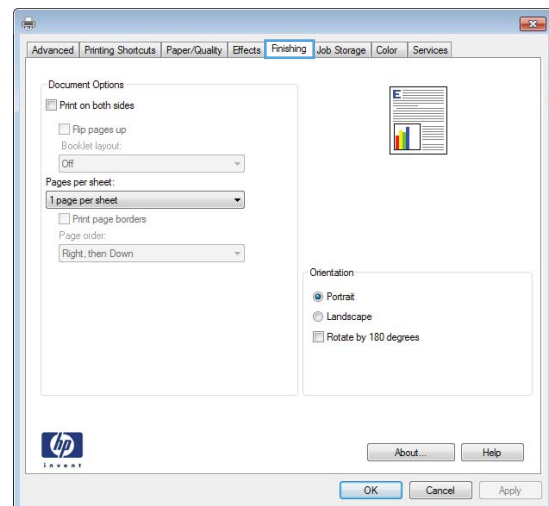 Advanced Printing Shortcuts Paper/Quality Effects Finishing Job Storage Color Services
Document Options
Print on both sides
Flip pages up
Booklet layout:
Off
Pages per sheet:
1 page per sheet
Print page borders
Page order:
Right, then Down
E
Orientation
Portrait
Landscape
Rotate by 180 degrees
hp
invent
About... Help
OK Cancel Apply